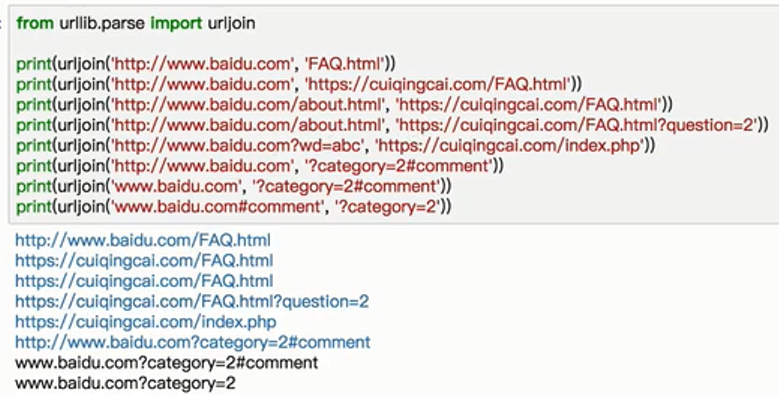 from urllib.parse import urljoin
print(urljoin('http://www.baidu.com', 'FAQ.html'))
print(urljoin('http://www.baidu.com', 'https://cuiqingcai.com/FAQ.html'))
print(urljoin('http://www.baidu.com/about.html', 'https://cuiqingcai.com/FAQ.html'))
print(urljoin('http://www.baidu.com/about.html', 'https://cuiqingcai.com/FAQ.html?question=2'))
print(urljoin('http://www.baidu.com?wd=abc', 'https://cuiqingcai.com/index.php'))
print(urljoin('http://www.baidu.com', '?category=2#comment'))
print(urljoin('www.baidu.com', '?category=2#comment'))
print(urljoin('www.baidu.com#comment', '?category=2'))
http://www.baidu.com/FAQ.html
https://cuiqingcai.com/FAQ.html
https://cuiqingcai.com/FAQ.html
https://cuiqingcai.com/FAQ.html?question=2
https://cuiqingcai.com/index.php
http://www.baidu.com?category=2#comment
www.baidu.com?category=2#comment
www.baidu.com?category=2